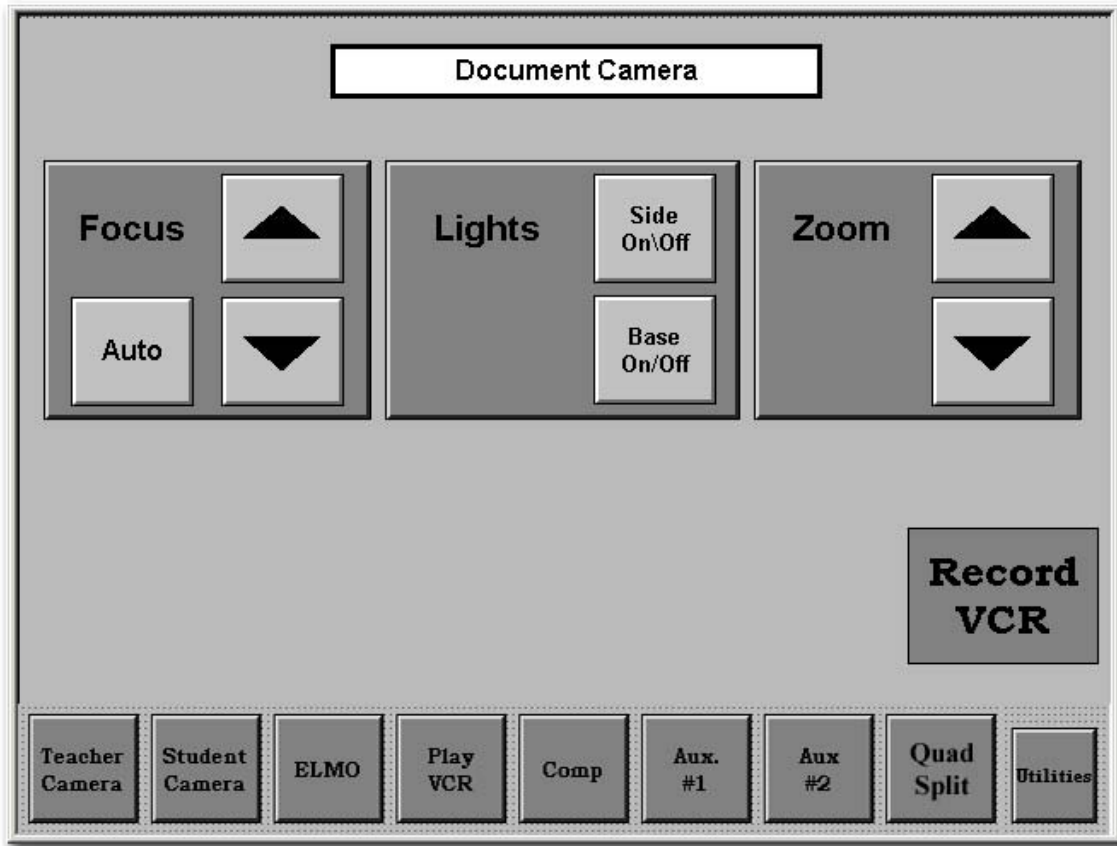 Document Camera
Focus
Auto
Lights
Side
On\Off
Base
On/Off
Zoom
Record
VCR
Teacher
Camera
Student
Camera
ELMO
Play
VCR
Comp
Aux.
#1
Aux
#2
Quad
Split
Utilities